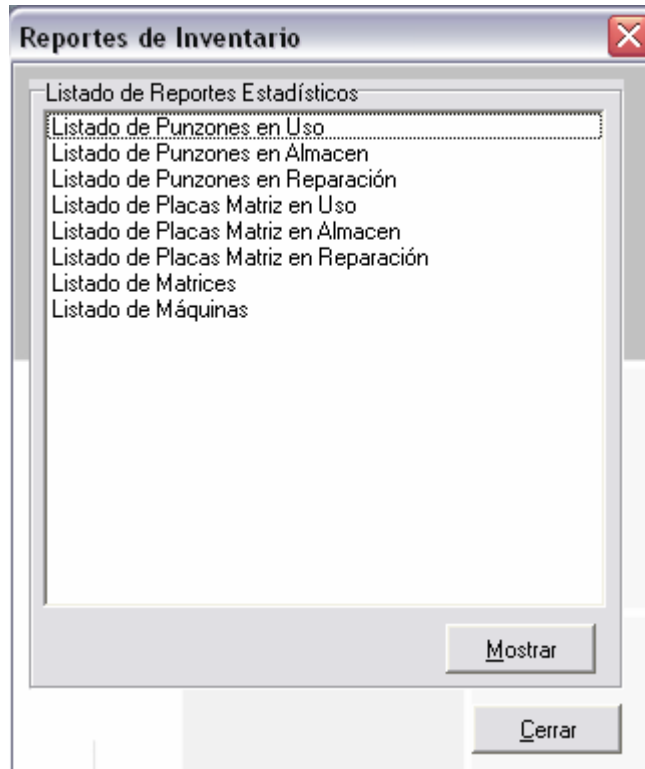 Reportes de Inventario
Listado de Reportes Estadísticos
Listado de Punzones en Uso
Listado de Punzones en Almacen
Listado de Punzones en Reparación
Listado de Placas Matriz en Uso
Listado de Placas Matriz en Almacen
Listado de Placas Matriz en Reparación
Listado de Matrices
Listado de Máquinas
Mostrar
Cerrar